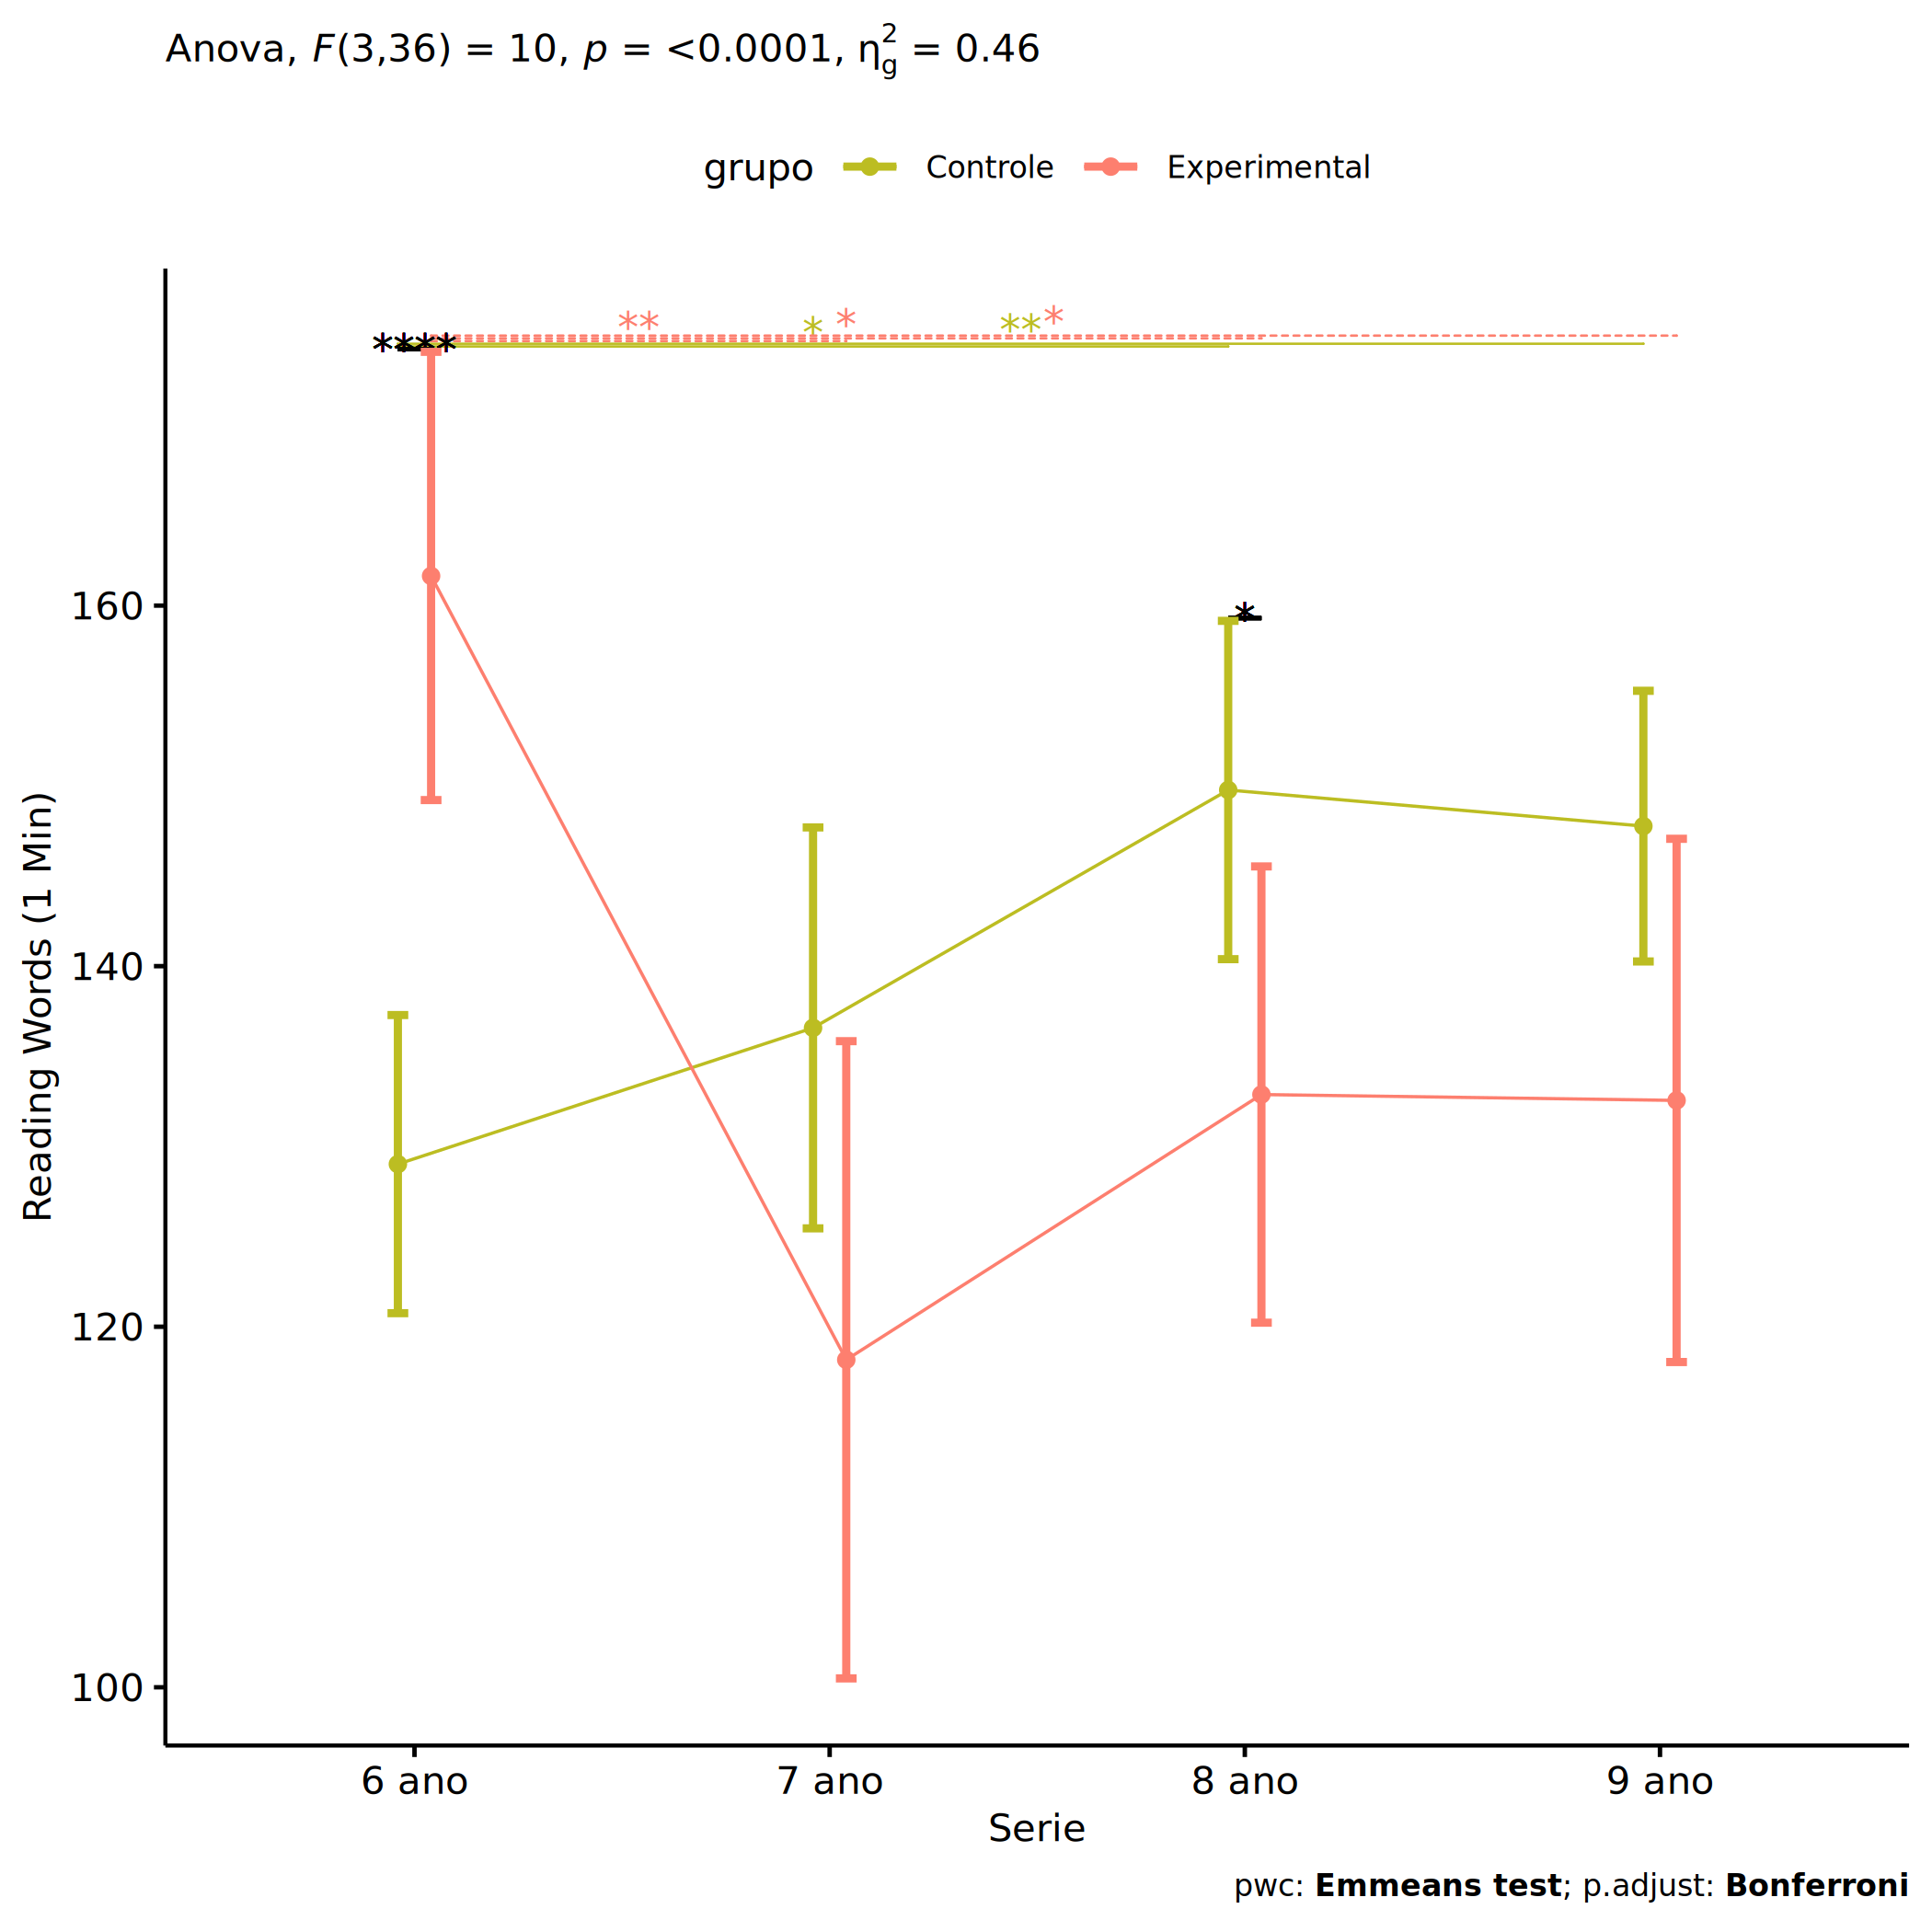 Anova, F(3,36) = 10, p = <0.0001, η²g = 0.46
grupo Controle Experimental
** * * ** *
****
*
160
140
120
100
Reading Words (1 Min)
6 ano 7 ano 8 ano 9 ano
Serie
pwc: Emmeans test; p.adjust: Bonferroni